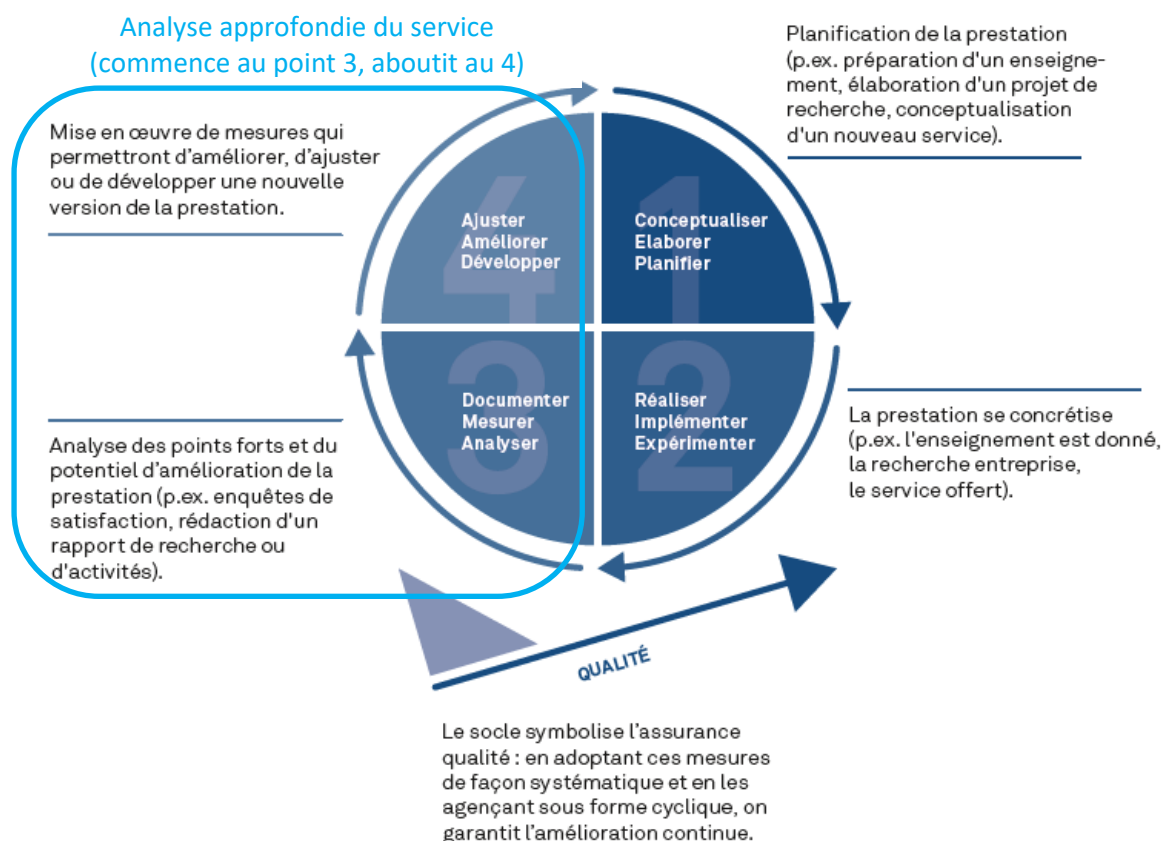 Analyse approfondie du service
(commence au point 3, aboutit au 4)
Planification de la prestation
(p.ex. préparation d'un enseigne-
ment, élaboration d'un projet de
recherche, conceptualisation
d'un nouveau service).
Mise en œuvre de mesures qui
permettront d'améliorer, d'ajuster
ou de développer une nouvelle
version de la prestation.
4
Ajuster
Améliorer
Développer
1
Conceptualiser
Elaborer
Planifier
3
Documenter
Mesurer
Analyser
2
Réaliser
Implémenter
Expérimenter
Analyse des points forts et du
potentiel d'amélioration de la
prestation (p.ex. enquêtes de
satisfaction, rédaction d'un
rapport de recherche ou
d'activités).
La prestation se concrétise
(p.ex. l'enseignement est donné,
la recherche entreprise,
le service offert).
QUALITÉ
Le socle symbolise l'assurance
qualité : en adoptant ces mesures
de façon systématique et en les
agençant sous forme cyclique, on
garantit l'amélioration continue.